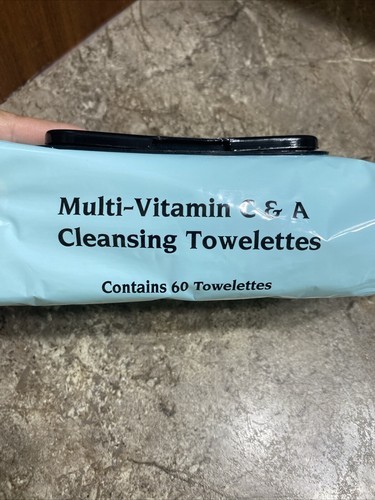 Multi-Vitamin C & A
Cleansing Towelettes
Contains 60 Towelettes